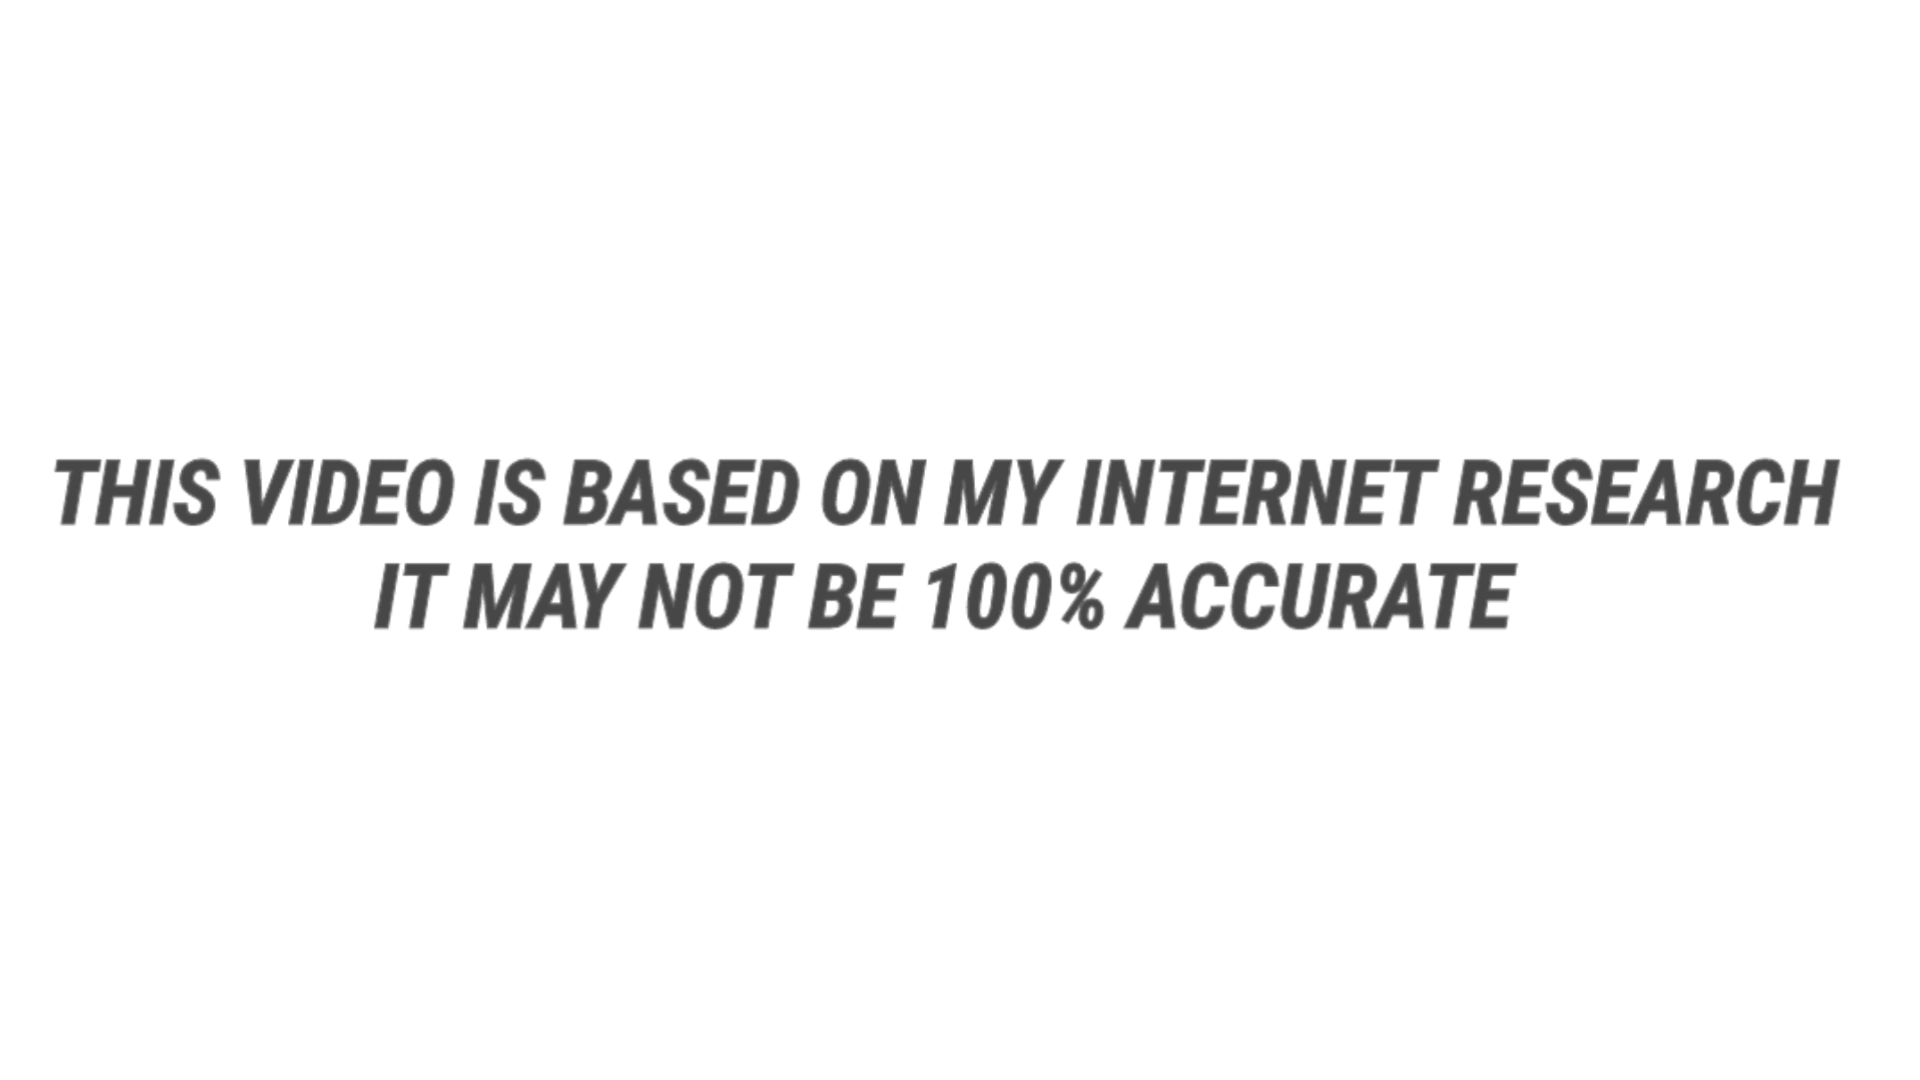 THIS VIDEO IS BASED ON MY INTERNET RESEARCH
IT MAY NOT BE 100% ACCURATE